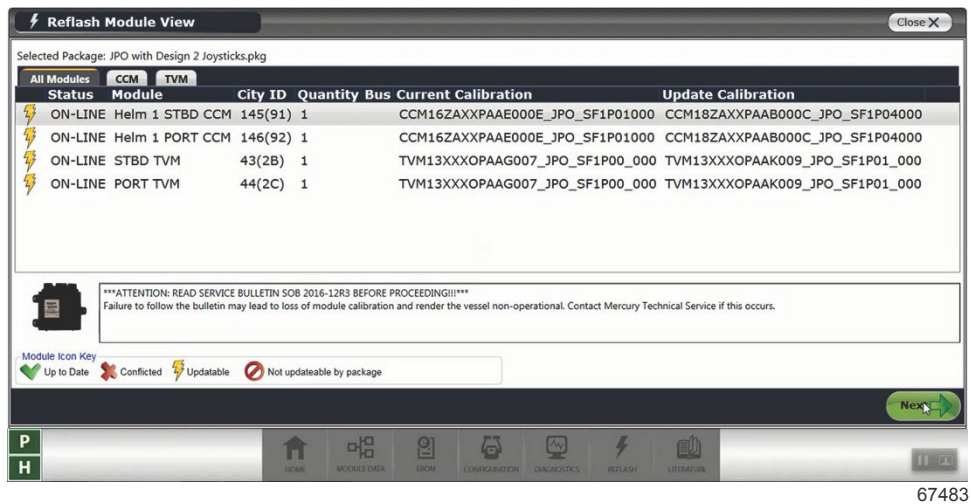 Reflash Module View
Close X
Selected Package: JPO with Design 2 Joysticks.pkg
All Modules CCM TVM
Status Module City ID Quantity Bus Current Calibration Update Calibration
ON-LINE Helm 1 STBD CCM 145(91) 1 CCM16ZAXXPAAE000E_JPO_SF1P01000 CCM18ZAXXPAAB000C_JPO_SF1P04000
ON-LINE Helm 1 PORT CCM 146(92) 1 CCM16ZAXXPAAE000E_JPO_SF1P01000 CCM18ZAXXPAAB000C_JPO_SF1P04000
ON-LINE STBD TVM 43(2B) 1 TVM13XXXOPAAG007_JPO_SF1P00_000 TVM13XXXOPAAK009_JPO_SF1P01_000
ON-LINE PORT TVM 44(2C) 1 TVM13XXXOPAAG007_JPO_SF1P00_000 TVM13XXXOPAAK009_JPO_SF1P01_000
***ATTENTION: READ SERVICE BULLETIN SOB 2016-12R3 BEFORE PROCEEDING!!!***
Failure to follow the bulletin may lead to loss of module calibration and render the vessel non-operational. Contact Mercury Technical Service if this occurs.
Module Icon Key
Up to Date Conflicted Updatable Not updateable by package
Next
P
H
HOME MODULE DATA EROM CONFIGURATION DIAGNOSTICS REFLASH LITERATURE
67483